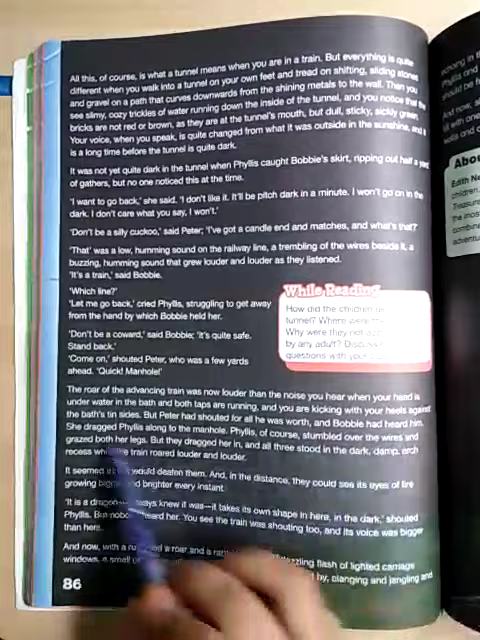 All this, of course, is what a tunnel means when you are in a train. But everything is quite
different when you walk into a tunnel on your own feet and tread on shifting, sliding stones
and gravel on a path that curves downwards from the shining metals to the wall. Then you
see slimy, oozy trickles of water running down the inside of the tunnel, and you notice that the
bricks are not red or brown, as they are at the tunnel's mouth, but dull, sticky, sickly green.
Your voice, when you speak, is quite changed from what it was outside in the sunshine, and it
is a long time before the tunnel is quite dark.
It was not yet quite dark in the tunnel when Phyllis caught Bobbie's skirt, ripping out half a yard
of gathers, but no one noticed this at the time.
'I want to go back,' she said. 'I don't like it. It'll be pitch dark in a minute. I won't go on in the
dark. I don't care what you say, I won't.'
'Don't be a silly cuckoo,' said Peter; 'I've got a candle end and matches, and what's that?'
'That' was a low, humming sound on the railway line, a trembling of the wires beside it, a
buzzing, humming sound that grew louder and louder as they listened.
'It's a train,' said Bobbie.
'Which line?'
'Let me go back,' cried Phyllis, struggling to get away
from the hand by which Bobbie held her.
'Don't be a coward,' said Bobbie; 'it's quite safe.
Stand back.'
'Come on,' shouted Peter, who was a few yards
ahead. 'Quick! Manhole!'
While Reading
How did the children
tunnel? Where were
Why were they not
by any adult?
questions with your
The roar of the advancing train was now louder than the noise you hear when your head is
under water in the bath and both taps are running, and you are kicking with your heels against
the bath's tin sides. But Peter had shouted for all he was worth, and Bobbie had heard him.
She dragged Phyllis along to the manhole. Phyllis, of course, stumbled over the wires and
grazed both her legs. But they dragged her in, and all three stood in the dark, damp, arch
recess while the train roared louder and louder.
It seemed it would deafen them. And, in the distance, they could see its eyes of fire
growing and brighter every instant.
'It is a dragon always knew it was—it takes its own shape in here, in the dark,' shouted
Phyllis. But nobody heard her. You see the train was shouting too, and its voice was bigger
than hers.
And now, with a roar and a flash of lighted carriage
windows, a by, clanging and jangling and
86
echoing in
Phyllis and
should be
And now,
with one
walls and
Abou
Edith Ne
children.
Treasure
the most
combine
adventu